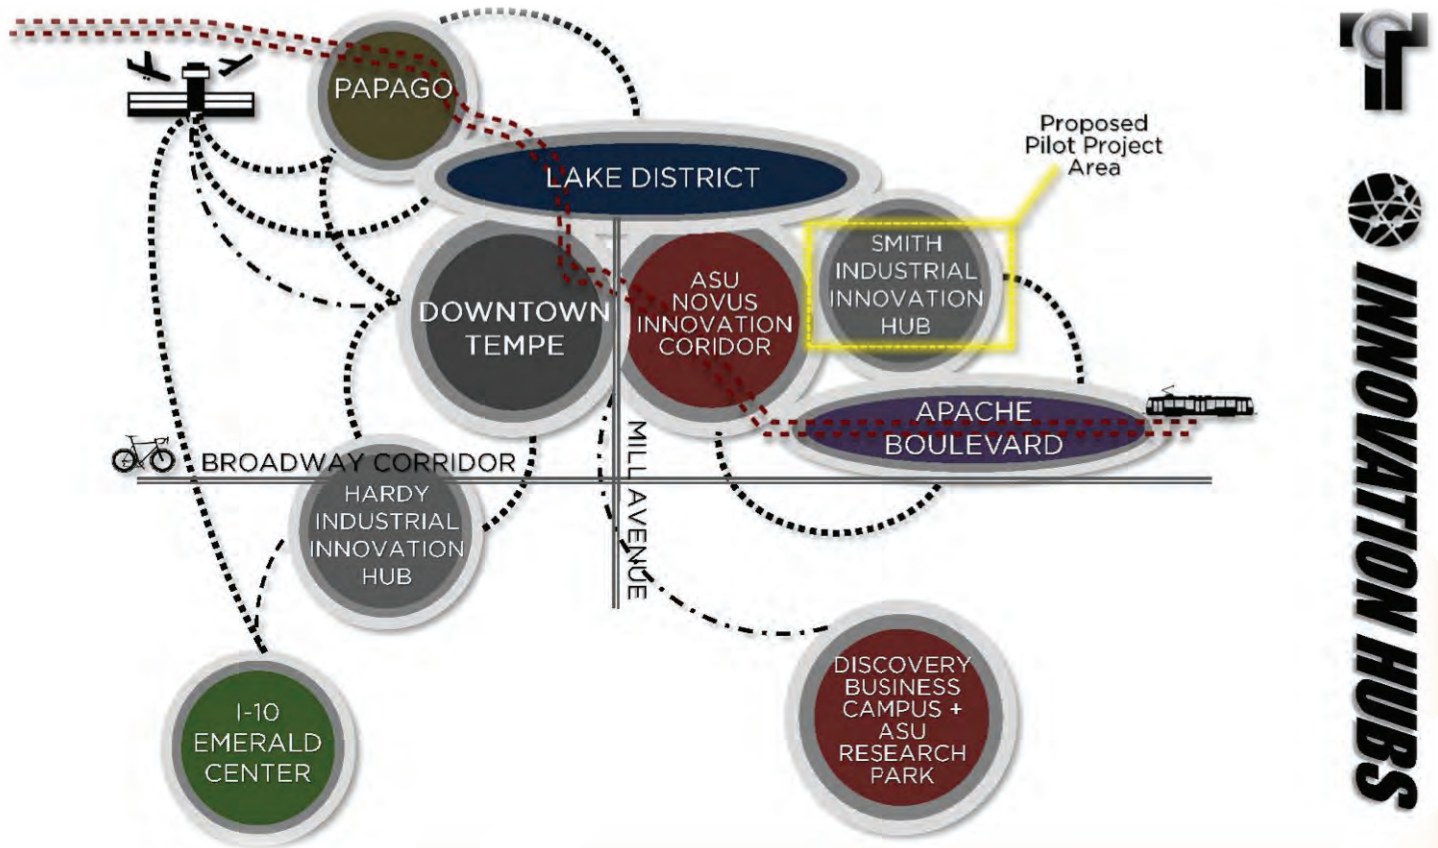 PAPAGO
Proposed
Pilot Project
Area
LAKE DISTRICT
SMITH
INDUSTRIAL
INNOVATION
HUB
ASU
NOVUS
INNOVATION
CORIDOR
DOWNTOWN
TEMPE
APACHE
BOULEVARD
MILL AVENUE
BROADWAY CORRIDOR
HARDY
INDUSTRIAL
INNOVATION
HUB
I-10
EMERALD
CENTER
DISCOVERY
BUSINESS
CAMPUS +
ASU
RESEARCH
PARK
T
INNOVATION HUBS